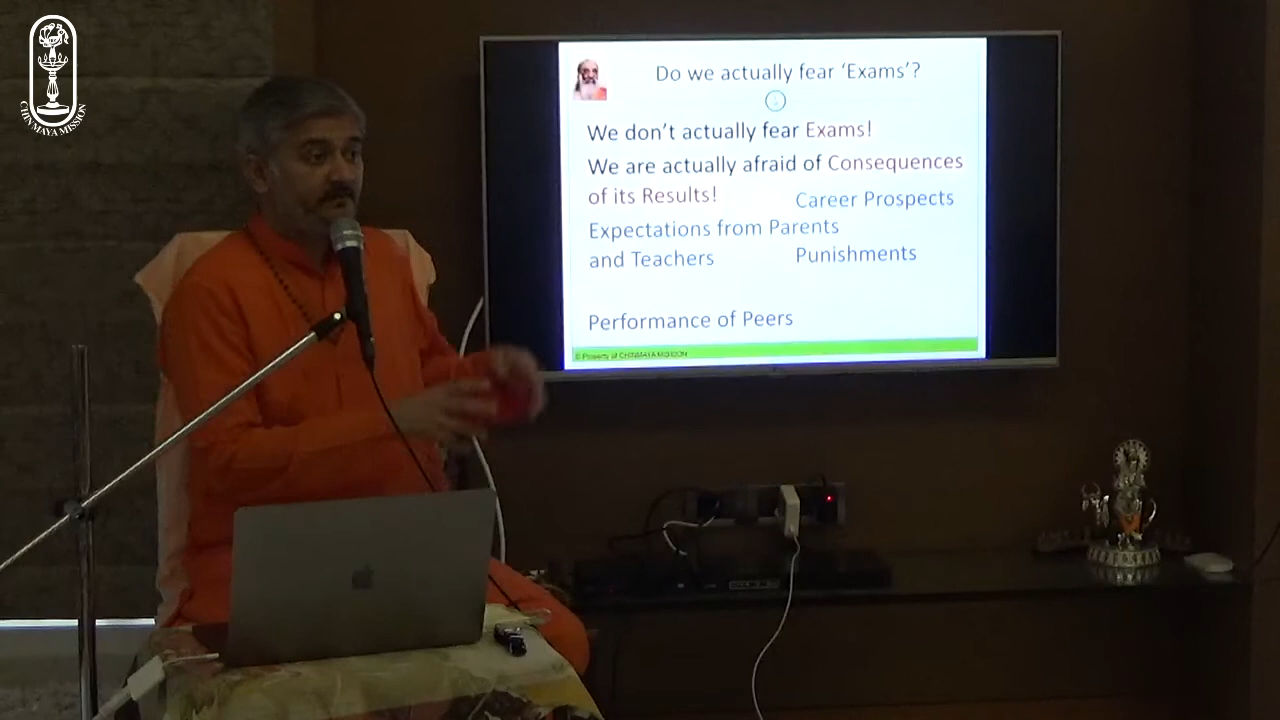 CHINMAYA MISSION
Do we actually fear ‘Exams’?
We don’t actually fear Exams!
We are actually afraid of Consequences
of its Results!
Career Prospects
Expectations from Parents
and Teachers
Punishments
Performance of Peers
© Property of CHINMAYA MISSION